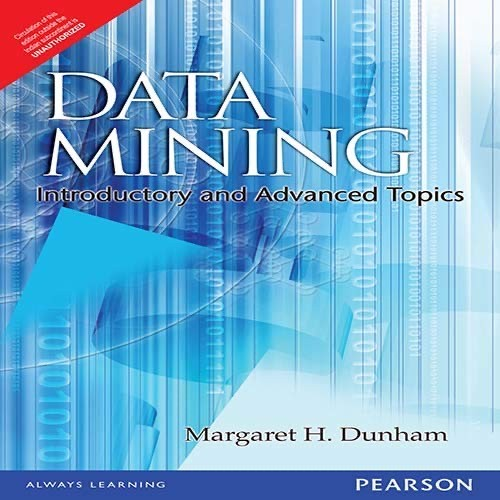 Circulation of this
edition outside the
Indian subcontinent is
UNAUTHORIZED
DATA
MINING
Introductory and Advanced Topics
Margaret H. Dunham
ALWAYS LEARNING
PEARSON